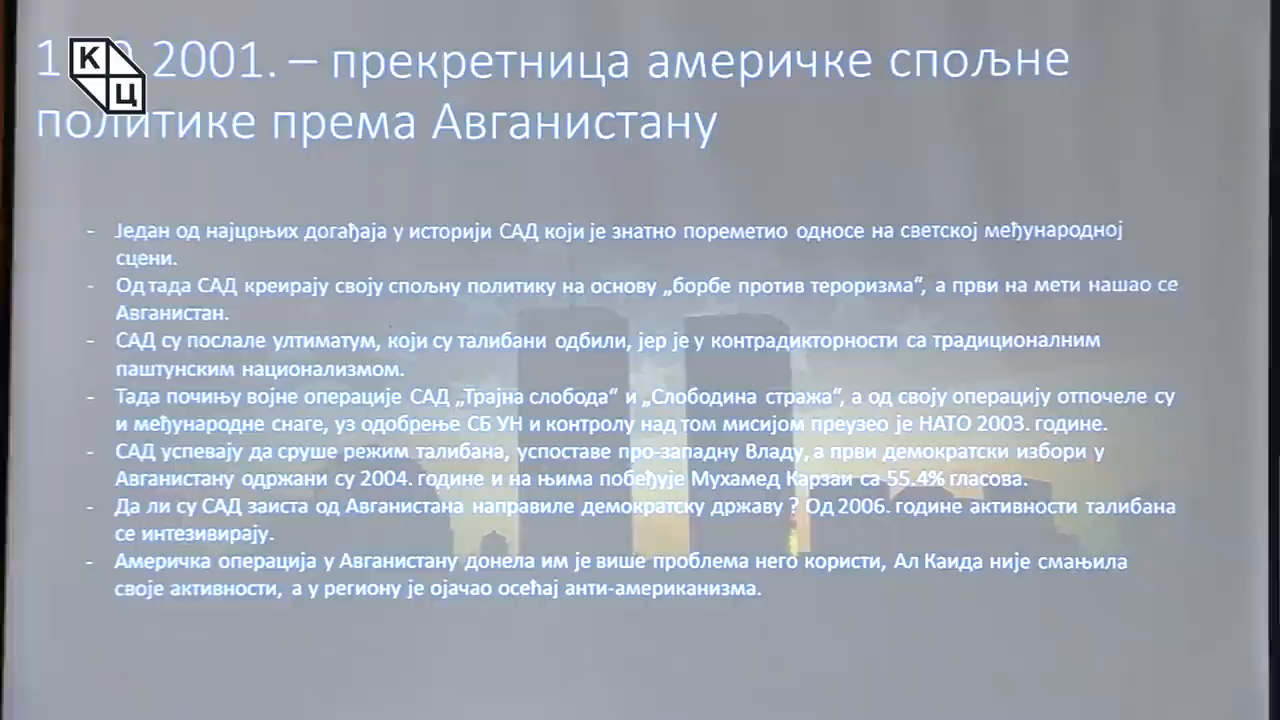 2001. – прекретница америчке спољне
политике према Авганистану
К
Ц
- Један од најцрњих догађаја у историји САД који је знатно пореметио односе на светској међународној
сцени.
- Од тада САД креирају своју спољну политику на основу „борбе против тероризма“, а први на мети нашао се
Авганистан.
- САД су послале ултиматум, који су талибани одбили, јер је у контрадикторности са традиционалним
паштунским национализмом.
- Тада почињу војне операције САД „Трајна слобода“ и „Слободина стража“, а од своју операцију отпочеле су
и међународне снаге, уз одобрење СБ УН и контролу над том мисијом преузео је НАТО 2003. године.
- САД успевају да сруше режим талибана, успоставе про-западну Владу, а први демократски избори у
Авганистану одржани су 2004. године и на њима побеђује Мухамед Карзаи са 55.4% гласова.
- Да ли су САД заиста од Авганистана направиле демократску државу ? Од 2006. године активности талибана
се интезивирају.
- Америчка операција у Авганистану донела им је више проблема него користи, Ал Каида није смањила
своје активности, а у региону је ојачао осећај анти-американизма.